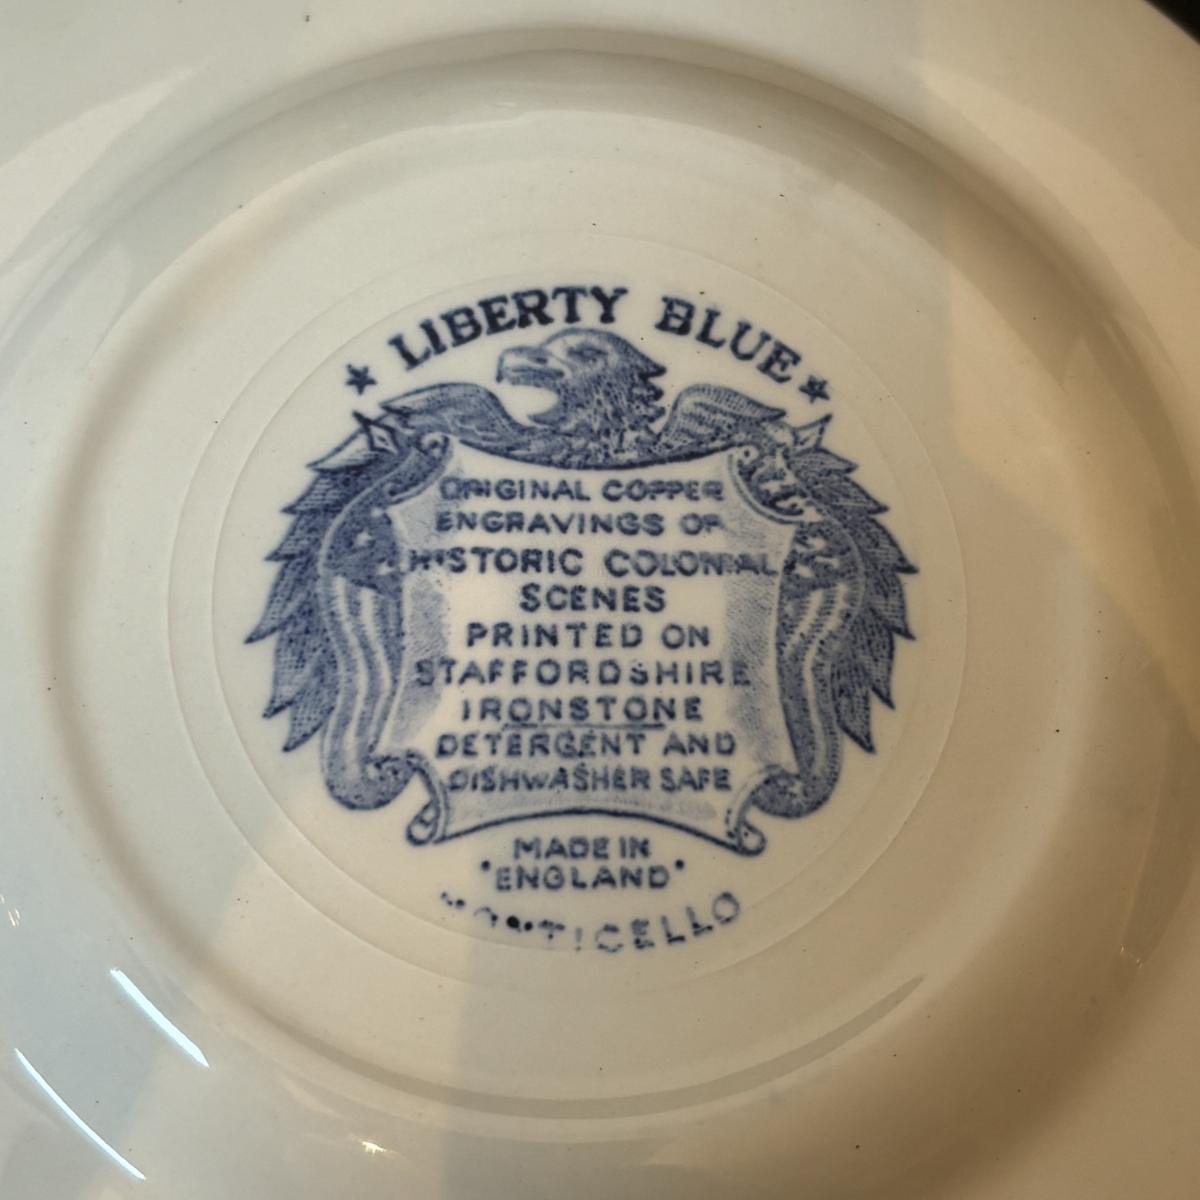 LIBERTY BLUE
ORIGINAL COPPER
ENGRAVINGS OF
HISTORIC COLONIAL
SCENES
PRINTED ON
STAFFORDSHIRE
IRONSTONE
DETERGENT AND
DISHWASHER SAFE
MADE IN
ENGLAND
MONTICELLO